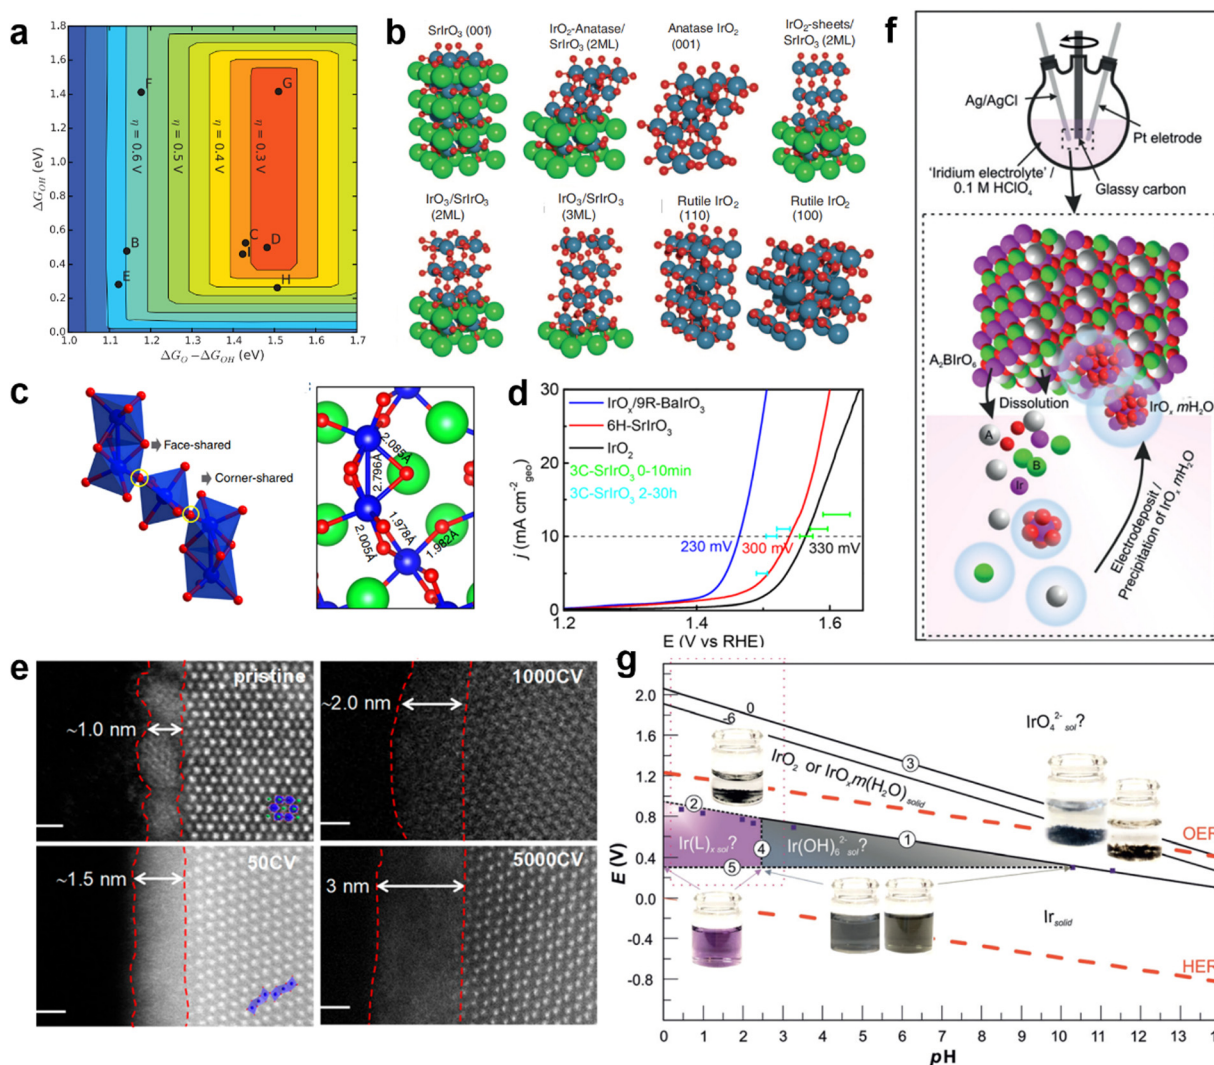 a
1.8
1.6
1.4
1.2
1.0
0.8
0.6
0.4
0.2
0.0
ΔG_OH (eV)
1.0
1.1
1.2
1.3
1.4
1.5
1.6
1.7
ΔG_O − ΔG_OH (eV)
η = 0.6 V
η = 0.5 V
η = 0.4 V
η = 0.3 V
F
G
B
C
D
I
E
H
b
SrIrO₃ (001)
IrO₂-Anatase/
SrIrO₃ (2ML)
Anatase IrO₂
(001)
IrO₂-sheets/
SrIrO₃ (2ML)
IrO₃/SrIrO₃
(2ML)
IrO₃/SrIrO₃
(3ML)
Rutile IrO₂
(110)
Rutile IrO₂
(100)
c
Face-shared
Corner-shared
2.085Å
2.796Å
1.978Å
2.005Å
1.982Å
d
30
20
10
0
j (mA cm⁻²geo.)
IrOₓ/9R-BaIrO₃
6H-SrIrO₃
IrO₂
3C-SrIrO₃ 0-10min
3C-SrIrO₃ 2-30h
230 mV
300 mV
330 mV
1.2
1.4
1.6
E (V vs RHE)
e
pristine
~1.0 nm
1000CV
~2.0 nm
50CV
~1.5 nm
5000CV
3 nm
f
Ag/AgCl
Pt eletrode
'Iridium electrolyte' /
0.1 M HClO₄
Glassy carbon
A₂BIrO₆
Dissolution
IrOₓ mH₂O
A
B
Ir
Electrodeposit /
Precipitation of IrOₓ mH₂O
g
2.0
1.6
1.2
0.8
0.4
0.0
-0.4
-0.8
E (V)
0
-6
3
IrO₄²⁻ sol?
IrO₂ or IrOₓm(H₂O) solid
2
1
OER
Ir(L)ₓ sol?
4
Ir(OH)₆²⁻ sol?
5
Ir solid
HER
0
1
2
3
4
5
6
7
8
9
10
11
12
13
14
pH